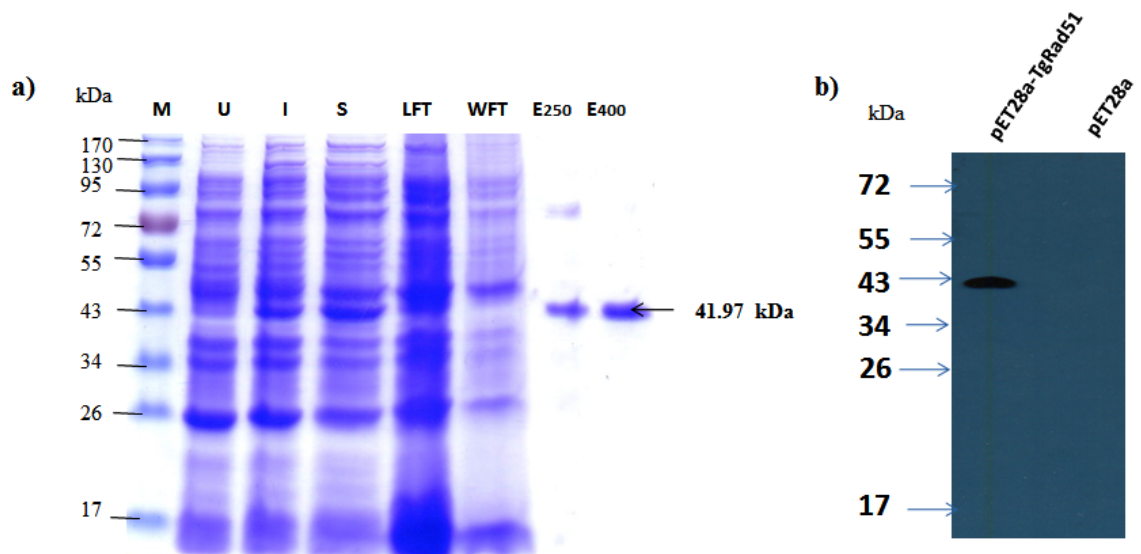 a)
kDa
M U I S LFT WFT E250 E400
170
130
95
72
55
43
34
26
17
41.97 kDa
b)
kDa
pET28a-TgRad51
pET28a
72
55
43
34
26
17